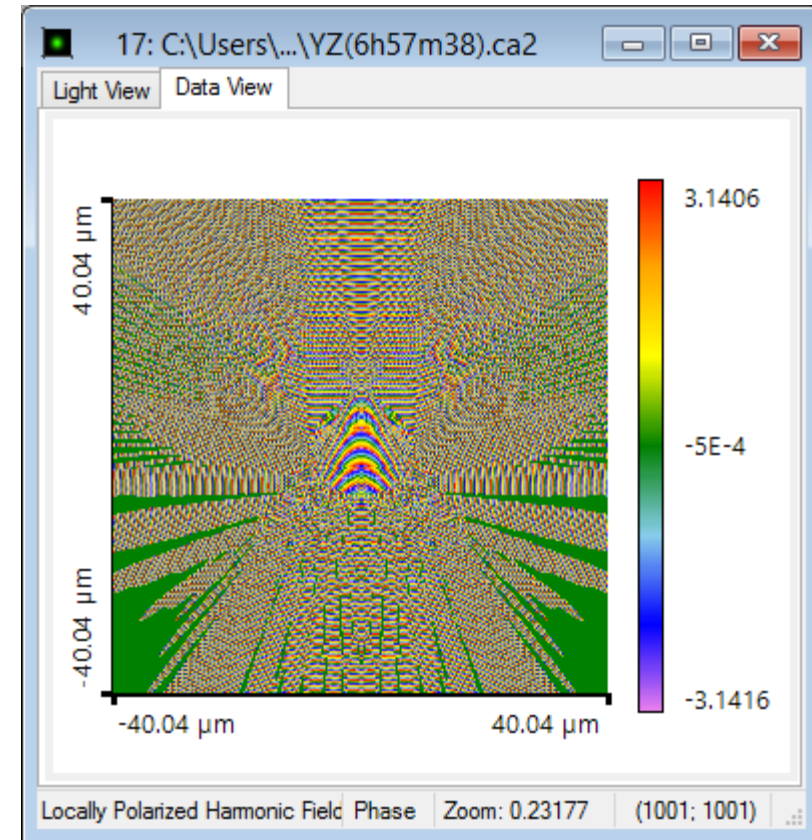 17: C:\Users\...\YZ(6h57m38).ca2
Light View Data View
40.04 µm
-40.04 µm
-40.04 µm 40.04 µm
3.1406
-5E-4
-3.1416
Locally Polarized Harmonic Field Phase Zoom: 0.23177 (1001; 1001)